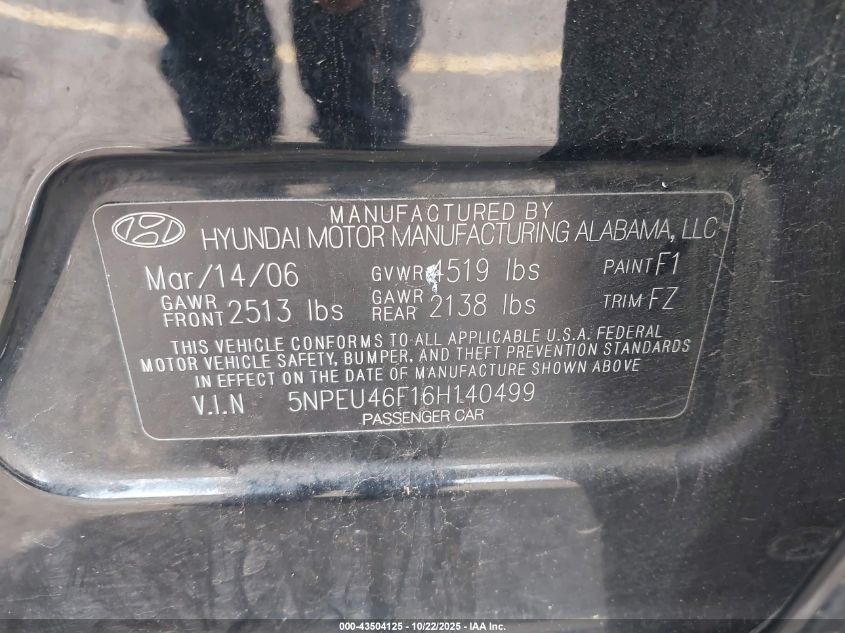 MANUFACTURED BY
HYUNDAI MOTOR MANUFACTURING ALABAMA, LLC
Mar/14/06 GVWR 4519 lbs PAINT F1
GAWR FRONT 2513 lbs GAWR REAR 2138 lbs TRIM FZ
THIS VEHICLE CONFORMS TO ALL APPLICABLE U.S.A. FEDERAL
MOTOR VEHICLE SAFETY, BUMPER, AND THEFT PREVENTION STANDARDS
IN EFFECT ON THE DATE OF MANUFACTURE SHOWN ABOVE
V.I.N 5NPEU46F16H140499
PASSENGER CAR
000-43504125 - 10/22/2025 - IAA Inc.